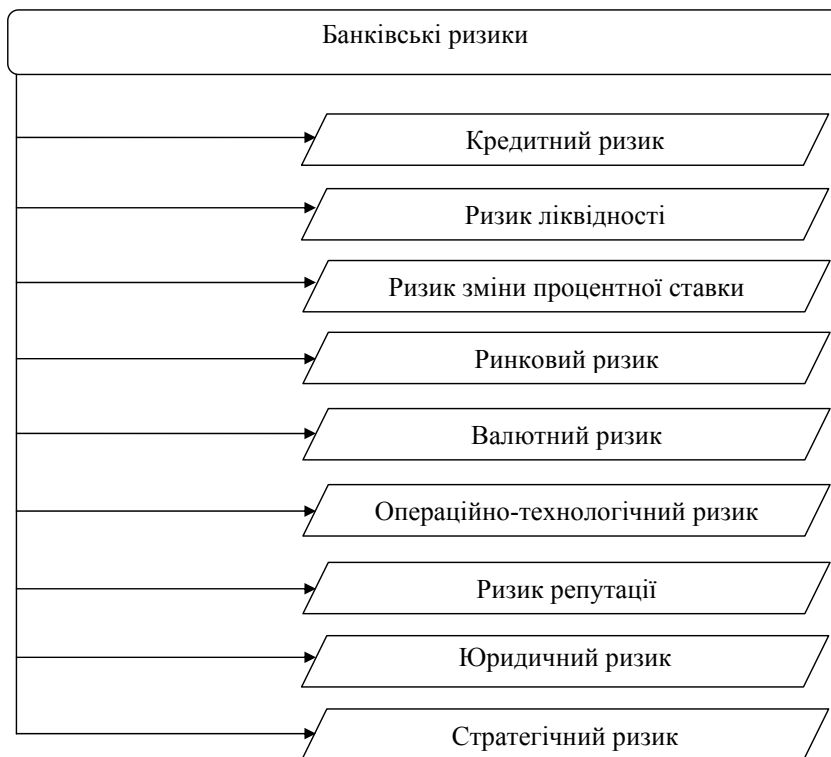 Банківські ризики
Кредитний ризик
Ризик ліквідності
Ризик зміни процентної ставки
Ринковий ризик
Валютний ризик
Операційно-технологічний ризик
Ризик репутації
Юридичний ризик
Стратегічний ризик